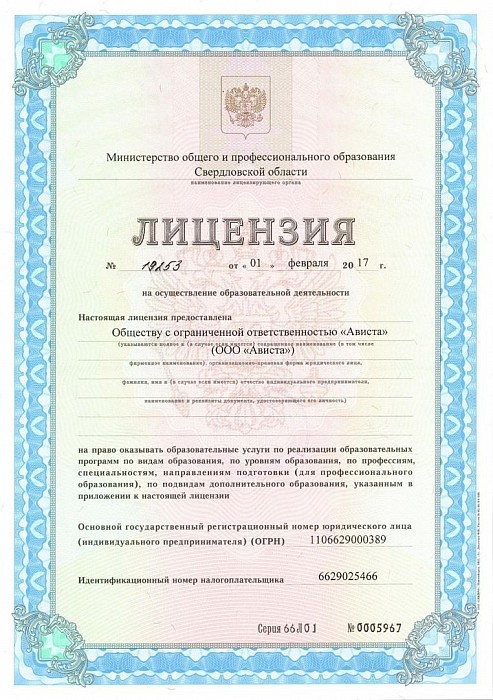 Министерство общего и профессионального образования
Свердловской области
наименование лицензирующего органа
ЛИЦЕНЗИЯ
№ 19253 от « 01 » февраля 20 17 г.
на осуществление образовательной деятельности
Настоящая лицензия предоставлена
Обществу с ограниченной ответственностью «Ависта»
(указываются полное и (в случае если имеется) сокращенное наименование (в том числе
(ООО «Ависта»)
фирменное наименование), организационно-правовая форма юридического лица,
фамилия, имя и (в случае если имеется) отчество индивидуального предпринимателя,
наименование и реквизиты документа, удостоверяющего его личность)
на право оказывать образовательные услуги по реализации образовательных
программ по видам образования, по уровням образования, по профессиям,
специальностям, направлениям подготовки (для профессионального
образования), по подвидам дополнительного образования, указанным в
приложении к настоящей лицензии
Основной государственный регистрационный номер юридического лица
(индивидуального предпринимателя) (ОГРН) 1106629000389
Идентификационный номер налогоплательщика 6629025466
Серия 66Л01 №0005967